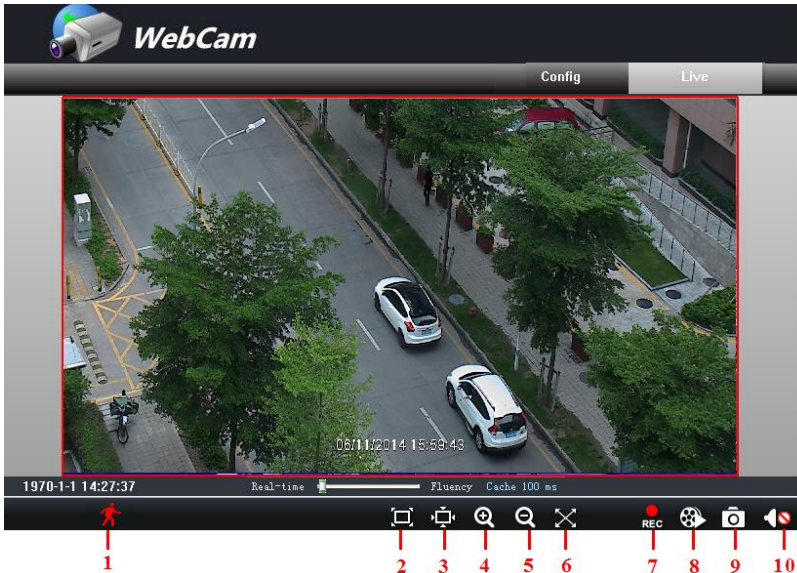 WebCam
Config
Live
06/11/2014 15:59:43
1970-1-1 14:27:37
Real-time
Fluency
Cache 100 ms
REC
1
2
3
4
5
6
7
8
9
10